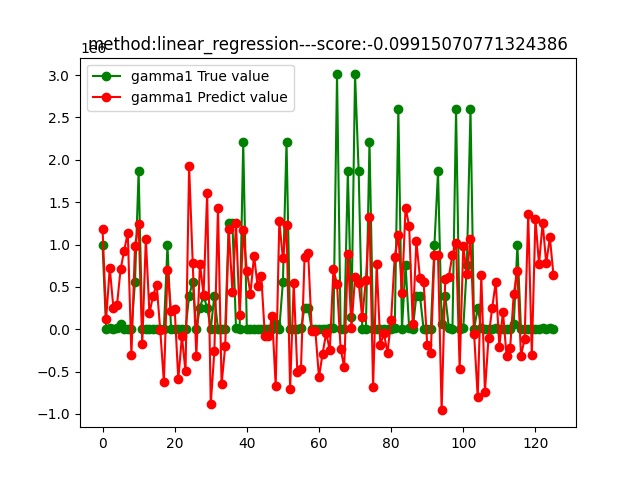 method:linear_regression---score:-0.09915070771324386
1e6
gamma1 True value
gamma1 Predict value
3.0
2.5
2.0
1.5
1.0
0.5
0.0
−0.5
−1.0
0 20 40 60 80 100 120